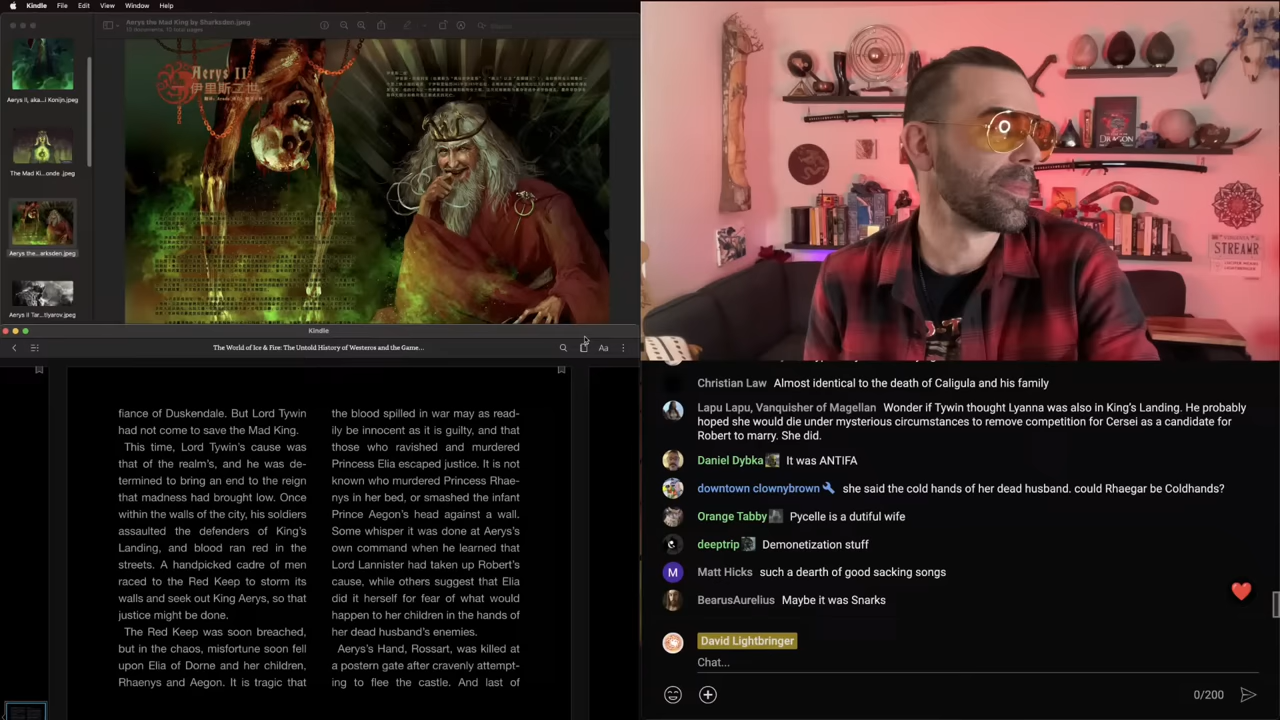 Kindle File Edit View Window Help
Aerys the Mad King by Sharksden.jpeg
Search
Aerys II, aka... Konijn.jpeg
The Mad Ki...onde .jpeg
Aerys the...arksden.jpeg
Aerys II Tar...tiyarov.jpeg
Aerys II
伊里斯二世
Kindle
The World of Ice & Fire: The Untold History of Westeros and the Game...
Aa
fiance of Duskendale. But Lord Tywin
had not come to save the Mad King.
This time, Lord Tywin's cause was
that of the realm's, and he was de-
termined to bring an end to the reign
that madness had brought low. Once
within the walls of the city, his soldiers
assaulted the defenders of King's
Landing, and blood ran red in the
streets. A handpicked cadre of men
raced to the Red Keep to storm its
walls and seek out King Aerys, so that
justice might be done.
The Red Keep was soon breached,
but in the chaos, misfortune soon fell
upon Elia of Dorne and her children,
Rhaenys and Aegon. It is tragic that
the blood spilled in war may as read-
ily be innocent as it is guilty, and that
those who ravished and murdered
Princess Elia escaped justice. It is not
known who murdered Princess Rhae-
nys in her bed, or smashed the infant
Prince Aegon's head against a wall.
Some whisper it was done at Aerys's
own command when he learned that
Lord Lannister had taken up Robert's
cause, while others suggest that Elia
did it herself for fear of what would
happen to her children in the hands of
her dead husband's enemies.
Aerys's Hand, Rossart, was killed at
a postern gate after cravenly attempt-
ing to flee the castle. And last of
DRAGON
STREAMR
Christian Law Almost identical to the death of Caligula and his family
Lapu Lapu, Vanquisher of Magellan Wonder if Tywin thought Lyanna was also in King's Landing. He probably
hoped she would die under mysterious circumstances to remove competition for Cersei as a candidate for
Robert to marry. She did.
Daniel Dybka It was ANTIFA
downtown clownybrown she said the cold hands of her dead husband. could Rhaegar be Coldhands?
Orange Tabby Pycelle is a dutiful wife
deeptrip Demonetization stuff
M Matt Hicks such a dearth of good sacking songs
BearusAurelius Maybe it was Snarks
David Lightbringer
Chat...
0/200